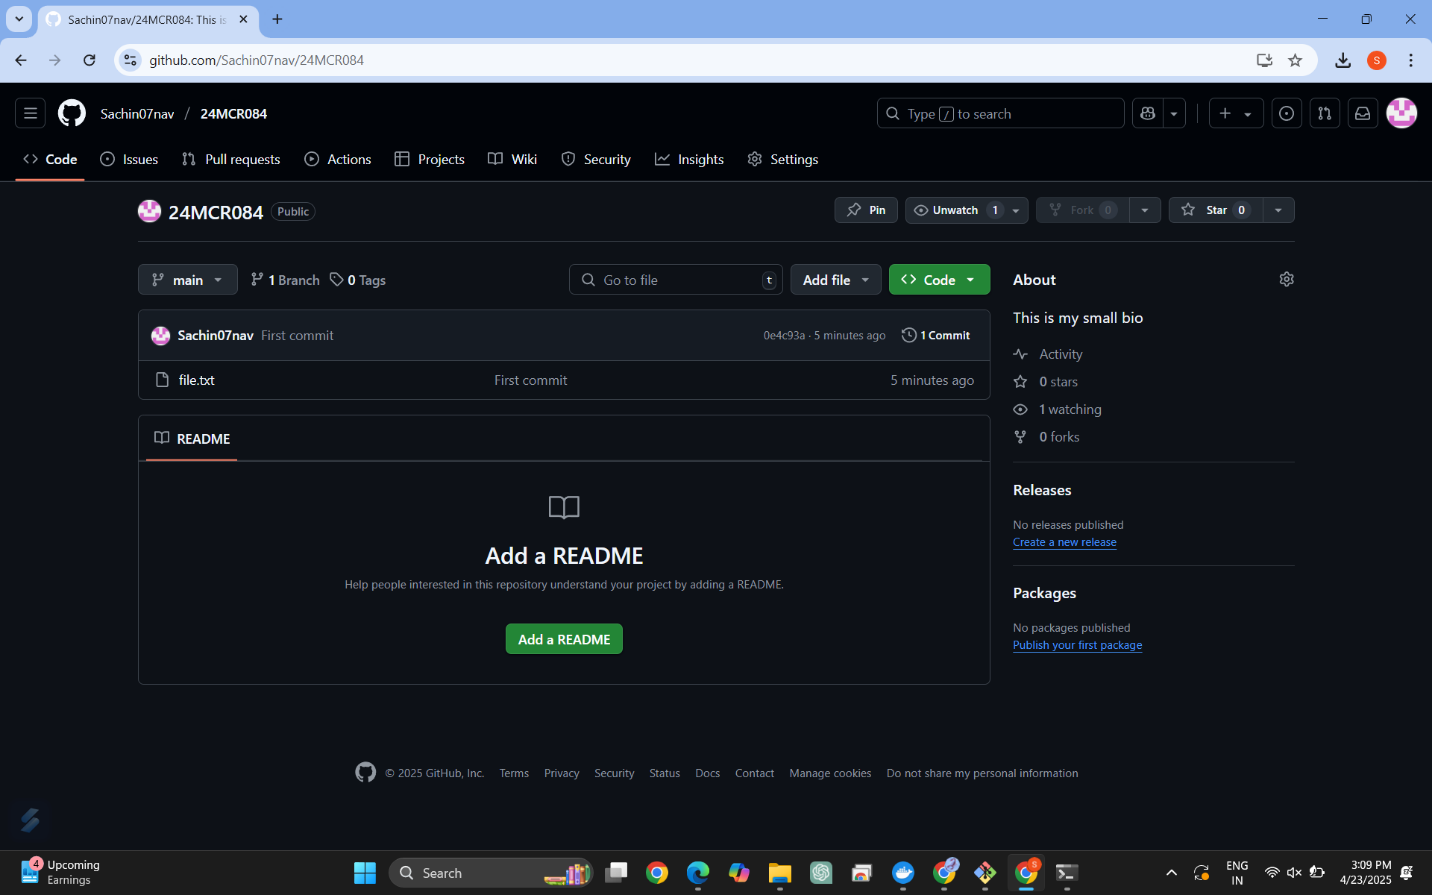 Sachin07nav/24MCR084: This is
github.com/Sachin07nav/24MCR084
S
Sachin07nav / 24MCR084
Type / to search
Code Issues Pull requests Actions Projects Wiki Security Insights Settings
24MCR084 Public
Pin Unwatch 1 Fork 0 Star 0
main 1 Branch 0 Tags Go to file t Add file Code
Sachin07nav First commit 0e4c93a · 5 minutes ago 1 Commit
file.txt First commit 5 minutes ago
README
Add a README
Help people interested in this repository understand your project by adding a README.
Add a README
About
This is my small bio
Activity
0 stars
1 watching
0 forks
Releases
No releases published
Create a new release
Packages
No packages published
Publish your first package
© 2025 GitHub, Inc. Terms Privacy Security Status Docs Contact Manage cookies Do not share my personal information
4
Upcoming
Earnings
Search
S
ENG
IN
3:09 PM
4/23/2025